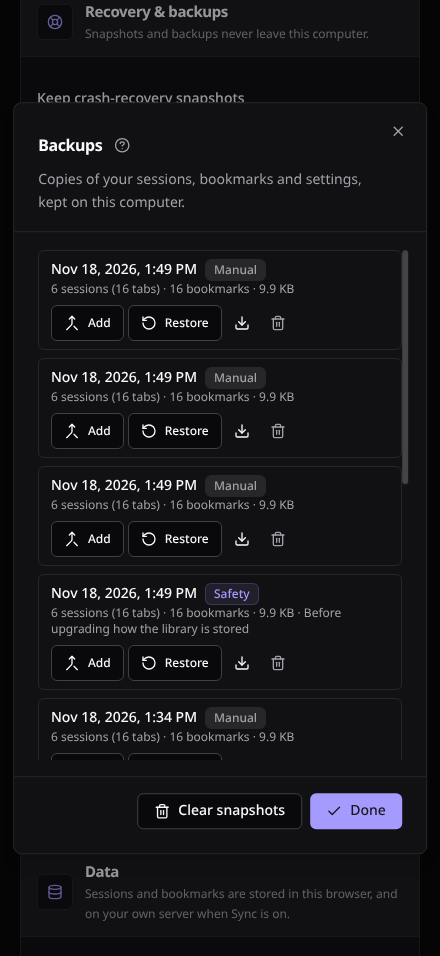 Recovery & backups
Snapshots and backups never leave this computer.
Keep crash-recovery snapshots
Backups
Copies of your sessions, bookmarks and settings,
kept on this computer.
Nov 18, 2026, 1:49 PM Manual
6 sessions (16 tabs) · 16 bookmarks · 9.9 KB
Add Restore
Nov 18, 2026, 1:49 PM Manual
6 sessions (16 tabs) · 16 bookmarks · 9.9 KB
Add Restore
Nov 18, 2026, 1:49 PM Manual
6 sessions (16 tabs) · 16 bookmarks · 9.9 KB
Add Restore
Nov 18, 2026, 1:49 PM Safety
6 sessions (16 tabs) · 16 bookmarks · 9.9 KB · Before
upgrading how the library is stored
Add Restore
Nov 18, 2026, 1:34 PM Manual
6 sessions (16 tabs) · 16 bookmarks · 9.9 KB
Clear snapshots Done
Data
Sessions and bookmarks are stored in this browser, and
on your own server when Sync is on.